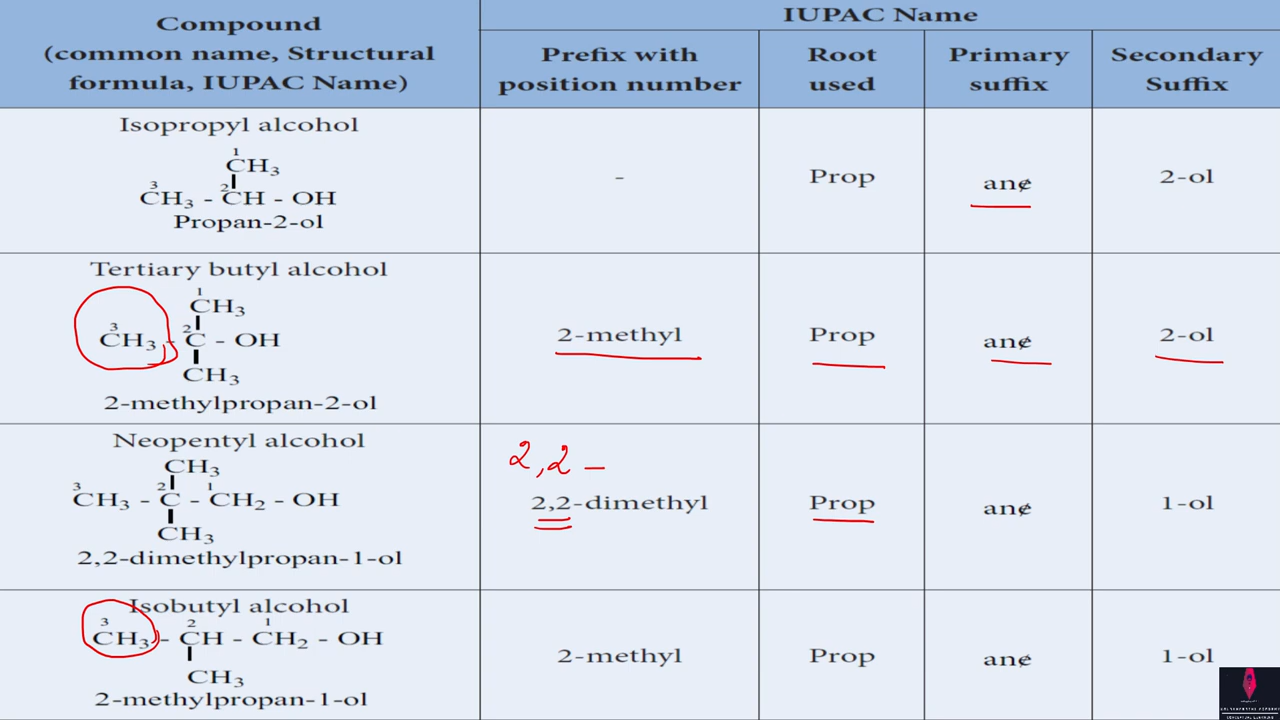 Compound
(common name, Structural
formula, IUPAC Name)
IUPAC Name
Prefix with
position number
Root
used
Primary
suffix
Secondary
Suffix
Isopropyl alcohol
1
CH3
3 2
CH3 - CH - OH
Propan-2-ol
-
Prop
ane
2-ol
Tertiary butyl alcohol
1
CH3
3 2
CH3 - C - OH
CH3
2-methylpropan-2-ol
2-methyl
Prop
ane
2-ol
Neopentyl alcohol
CH3
3 2 1
CH3 - C - CH2 - OH
CH3
2,2-dimethylpropan-1-ol
2,2 -
2,2-dimethyl
Prop
ane
1-ol
Isobutyl alcohol
3 2 1
CH3 - CH - CH2 - OH
CH3
2-methylpropan-1-ol
2-methyl
Prop
ane
1-ol